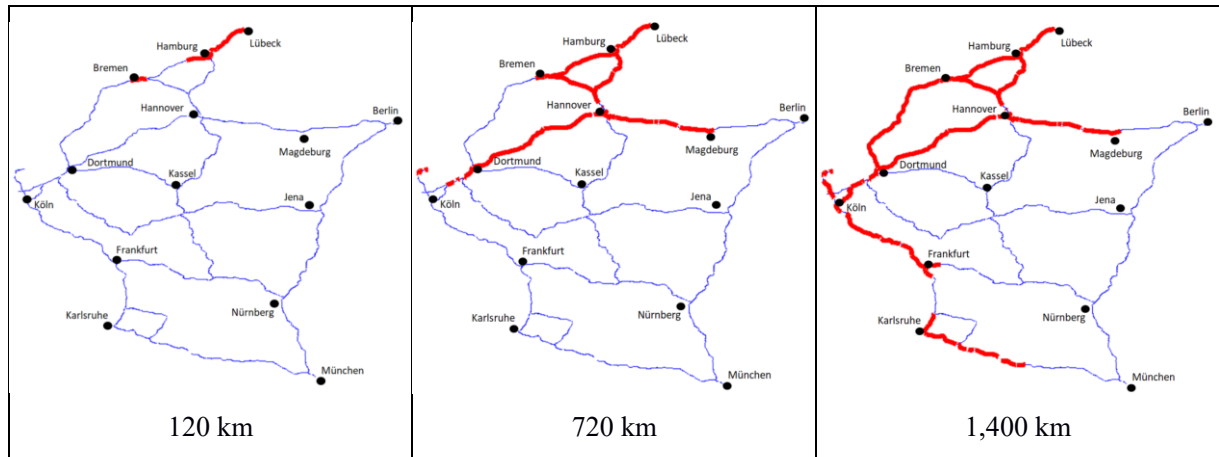 Lübeck
Hamburg
Bremen
Hannover
Berlin
Magdeburg
Dortmund
Kassel
Jena
Köln
Frankfurt
Nürnberg
Karlsruhe
München
120 km
Lübeck
Hamburg
Bremen
Hannover
Berlin
Magdeburg
Dortmund
Kassel
Jena
Köln
Frankfurt
Nürnberg
Karlsruhe
München
720 km
Lübeck
Hamburg
Bremen
Hannover
Berlin
Magdeburg
Dortmund
Kassel
Jena
Köln
Frankfurt
Nürnberg
Karlsruhe
München
1,400 km